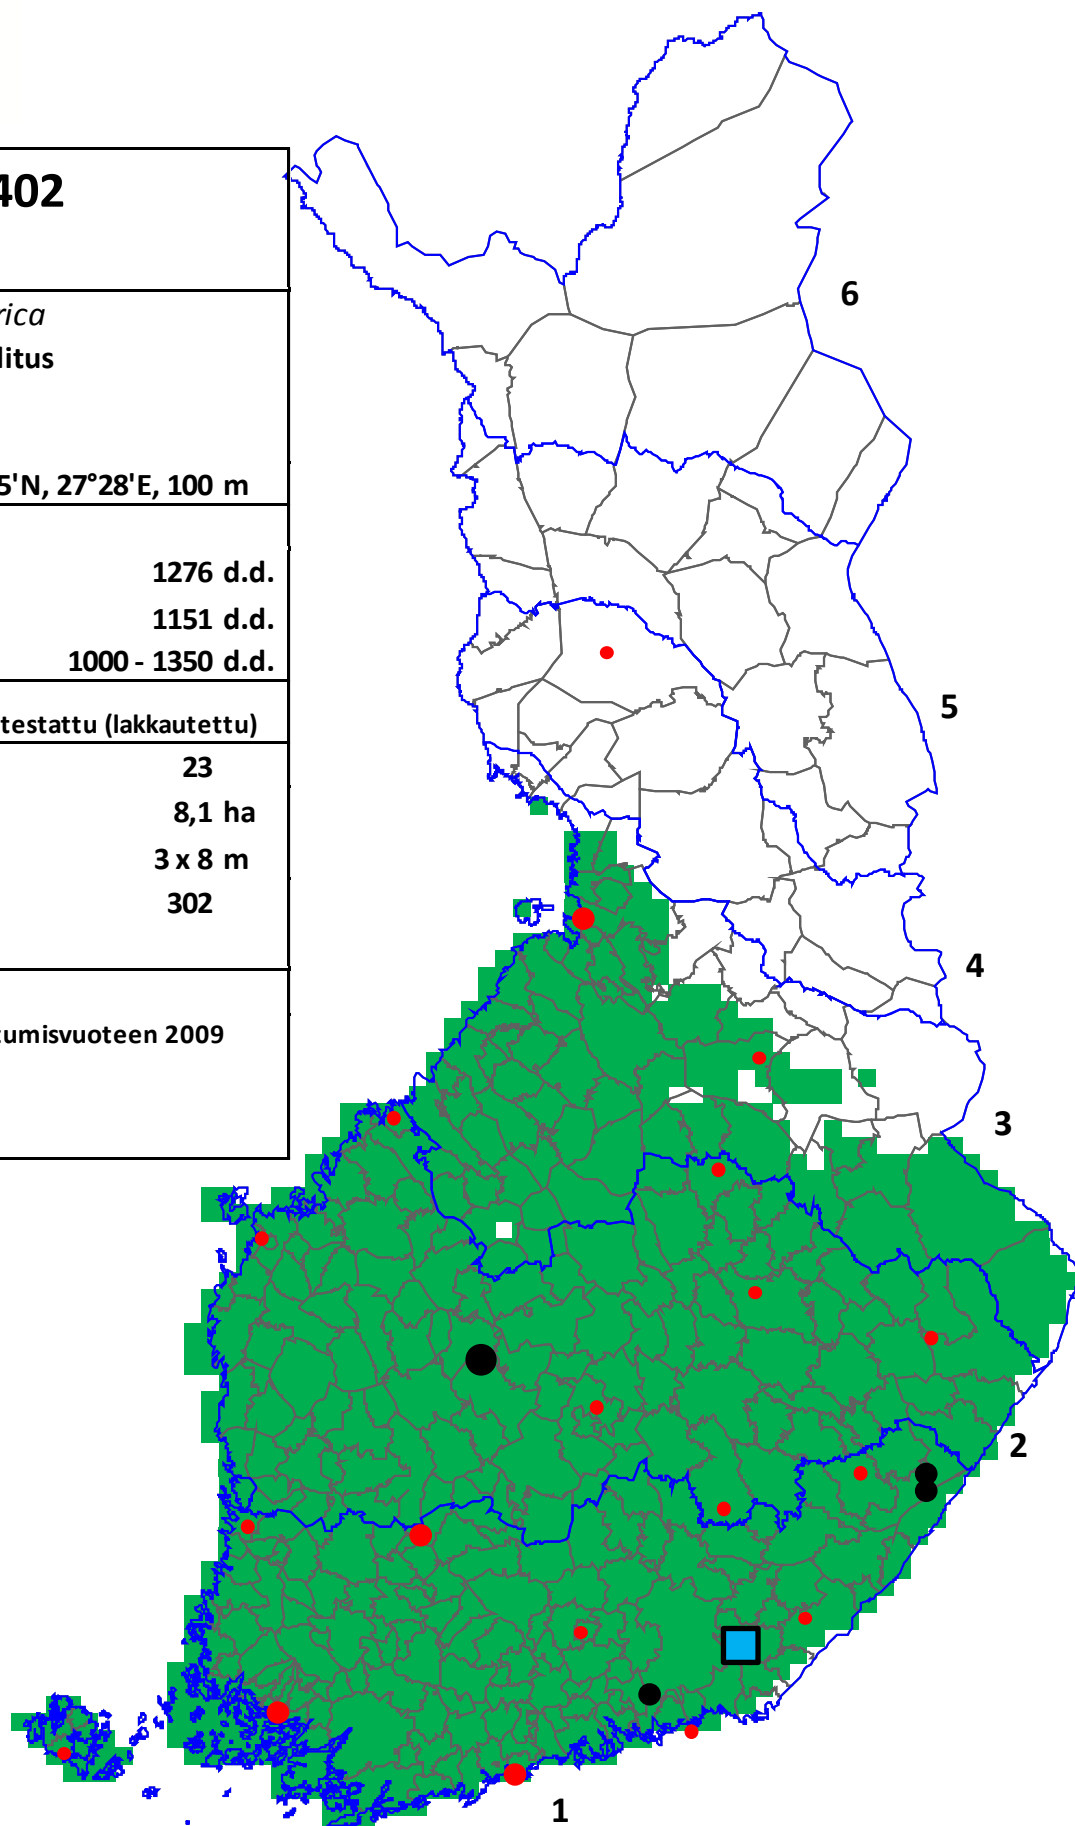 402
rica
litus
5'N, 27°28'E, 100 m
1276 d.d.
1151 d.d.
1000 - 1350 d.d.
testattu (lakkautettu)
23
8,1 ha
3 x 8 m
302
tumisvuoteen 2009
6
5
4
3
2
1